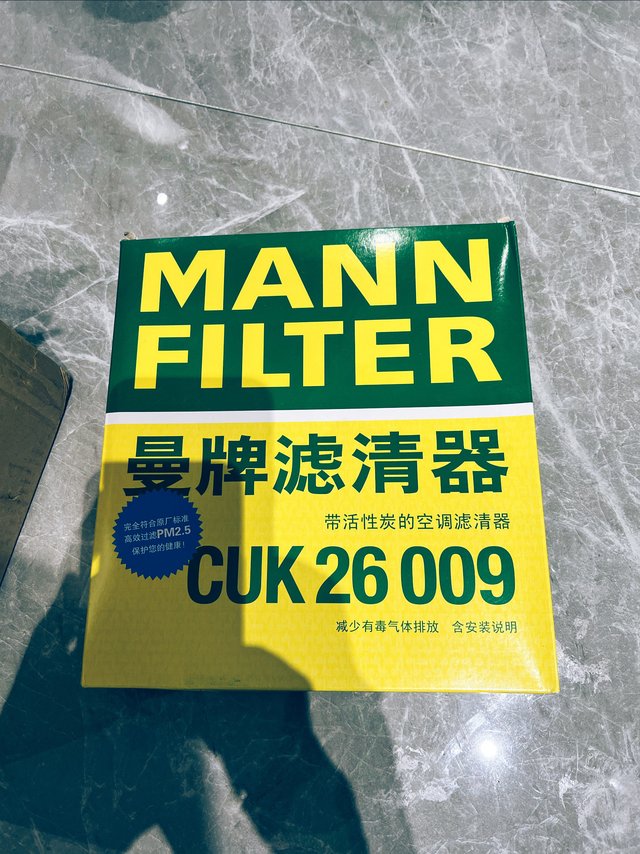 MANN
FILTER
曼牌滤清器
带活性炭的空调滤清器
完全符合原厂标准
高效过滤PM2.5
保护您的健康!
CUK 26 009
减少有毒气体排放 含安装说明